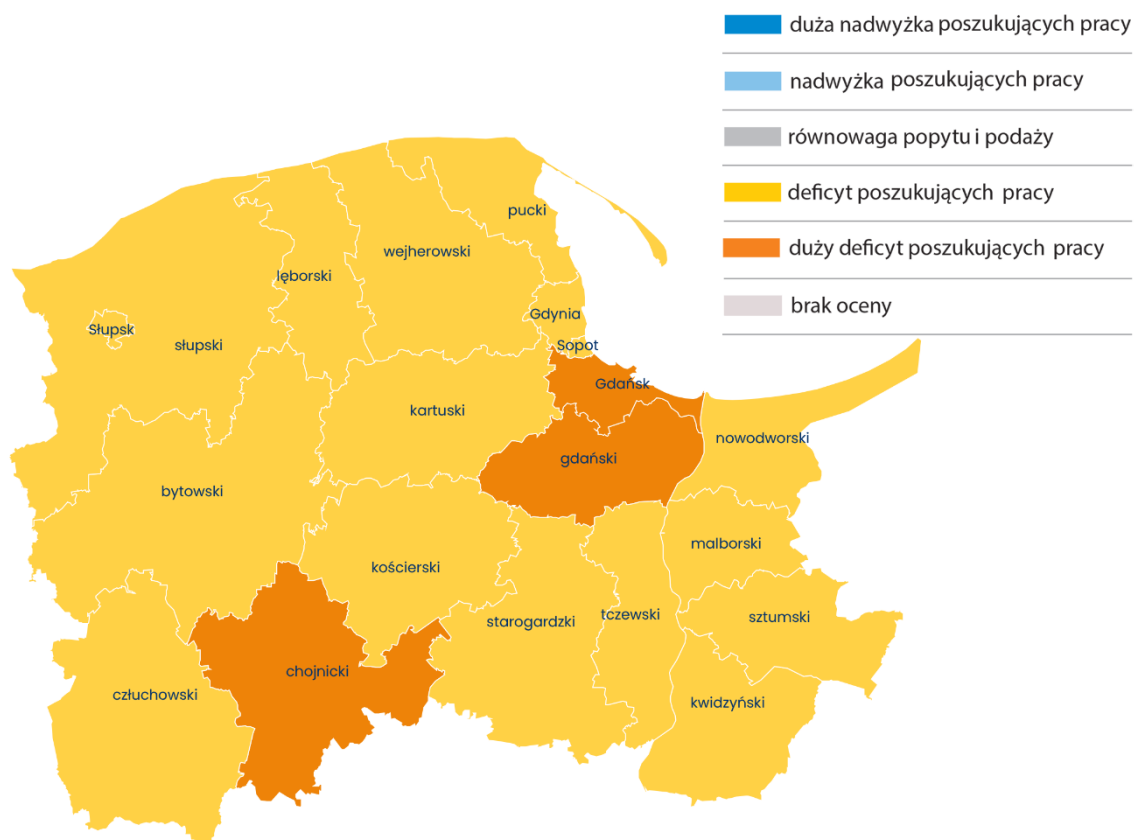 duża nadwyżka poszukujących pracy
nadwyżka poszukujących pracy
równowaga popytu i podaży
deficyt poszukujących pracy
duży deficyt poszukujących pracy
brak oceny
pucki
wejherowski
lęborski
Gdynia
Słupsk
słupski
Sopot
Gdańsk
kartuski
nowodworski
gdański
bytowski
malborski
kościerski
starogardzki
tczewski
sztumski
chojnicki
człuchowski
kwidzyński